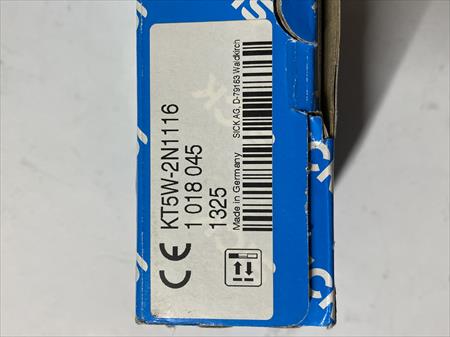 KT5W-2N1116
1 018 045
1325
Made in Germany
SICK AG, D-79183 Waldkirch
CE